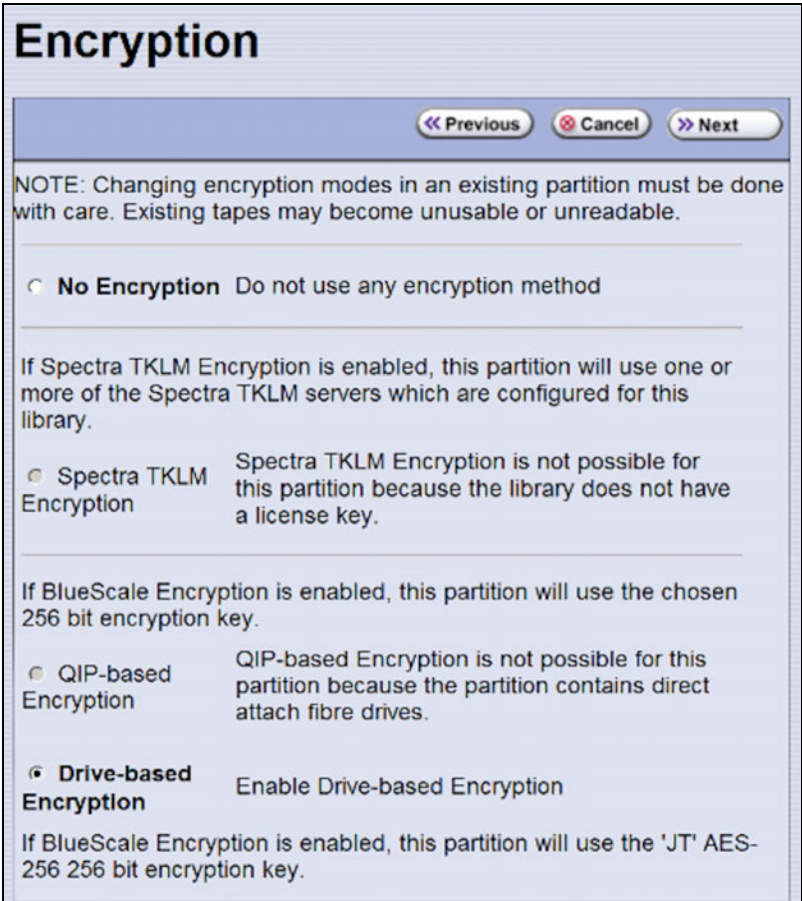 Encryption
Previous Cancel Next
NOTE: Changing encryption modes in an existing partition must be done
with care. Existing tapes may become unusable or unreadable.
No Encryption Do not use any encryption method
If Spectra TKLM Encryption is enabled, this partition will use one or
more of the Spectra TKLM servers which are configured for this
library.
Spectra TKLM
Encryption
Spectra TKLM Encryption is not possible for
this partition because the library does not have
a license key.
If BlueScale Encryption is enabled, this partition will use the chosen
256 bit encryption key.
QIP-based
Encryption
QIP-based Encryption is not possible for this
partition because the partition contains direct
attach fibre drives.
Drive-based
Encryption
Enable Drive-based Encryption
If BlueScale Encryption is enabled, this partition will use the 'JT' AES-
256 256 bit encryption key.